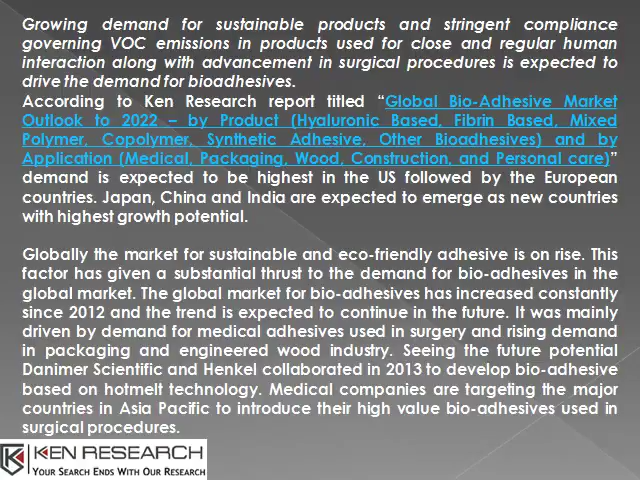 Growing demand for sustainable products and stringent compliance
governing VOC emissions in products used for close and regular human
interaction along with advancement in surgical procedures is expected to
drive the demand for bioadhesives.
According to Ken Research report titled “Global Bio-Adhesive Market
Outlook to 2022 – by Product (Hyaluronic Based, Fibrin Based, Mixed
Polymer, Copolymer, Synthetic Adhesive, Other Bioadhesives) and by
Application (Medical, Packaging, Wood, Construction, and Personal care)”
demand is expected to be highest in the US followed by the European
countries. Japan, China and India are expected to emerge as new countries
with highest growth potential.
Globally the market for sustainable and eco-friendly adhesive is on rise. This
factor has given a substantial thrust to the demand for bio-adhesives in the
global market. The global market for bio-adhesives has increased constantly
since 2012 and the trend is expected to continue in the future. It was mainly
driven by demand for medical adhesives used in surgery and rising demand
in packaging and engineered wood industry. Seeing the future potential
Danimer Scientific and Henkel collaborated in 2013 to develop bio-adhesive
based on hotmelt technology. Medical companies are targeting the major
countries in Asia Pacific to introduce their high value bio-adhesives used in
surgical procedures.
KEN RESEARCH
YOUR SEARCH ENDS WITH OUR RESEARCH